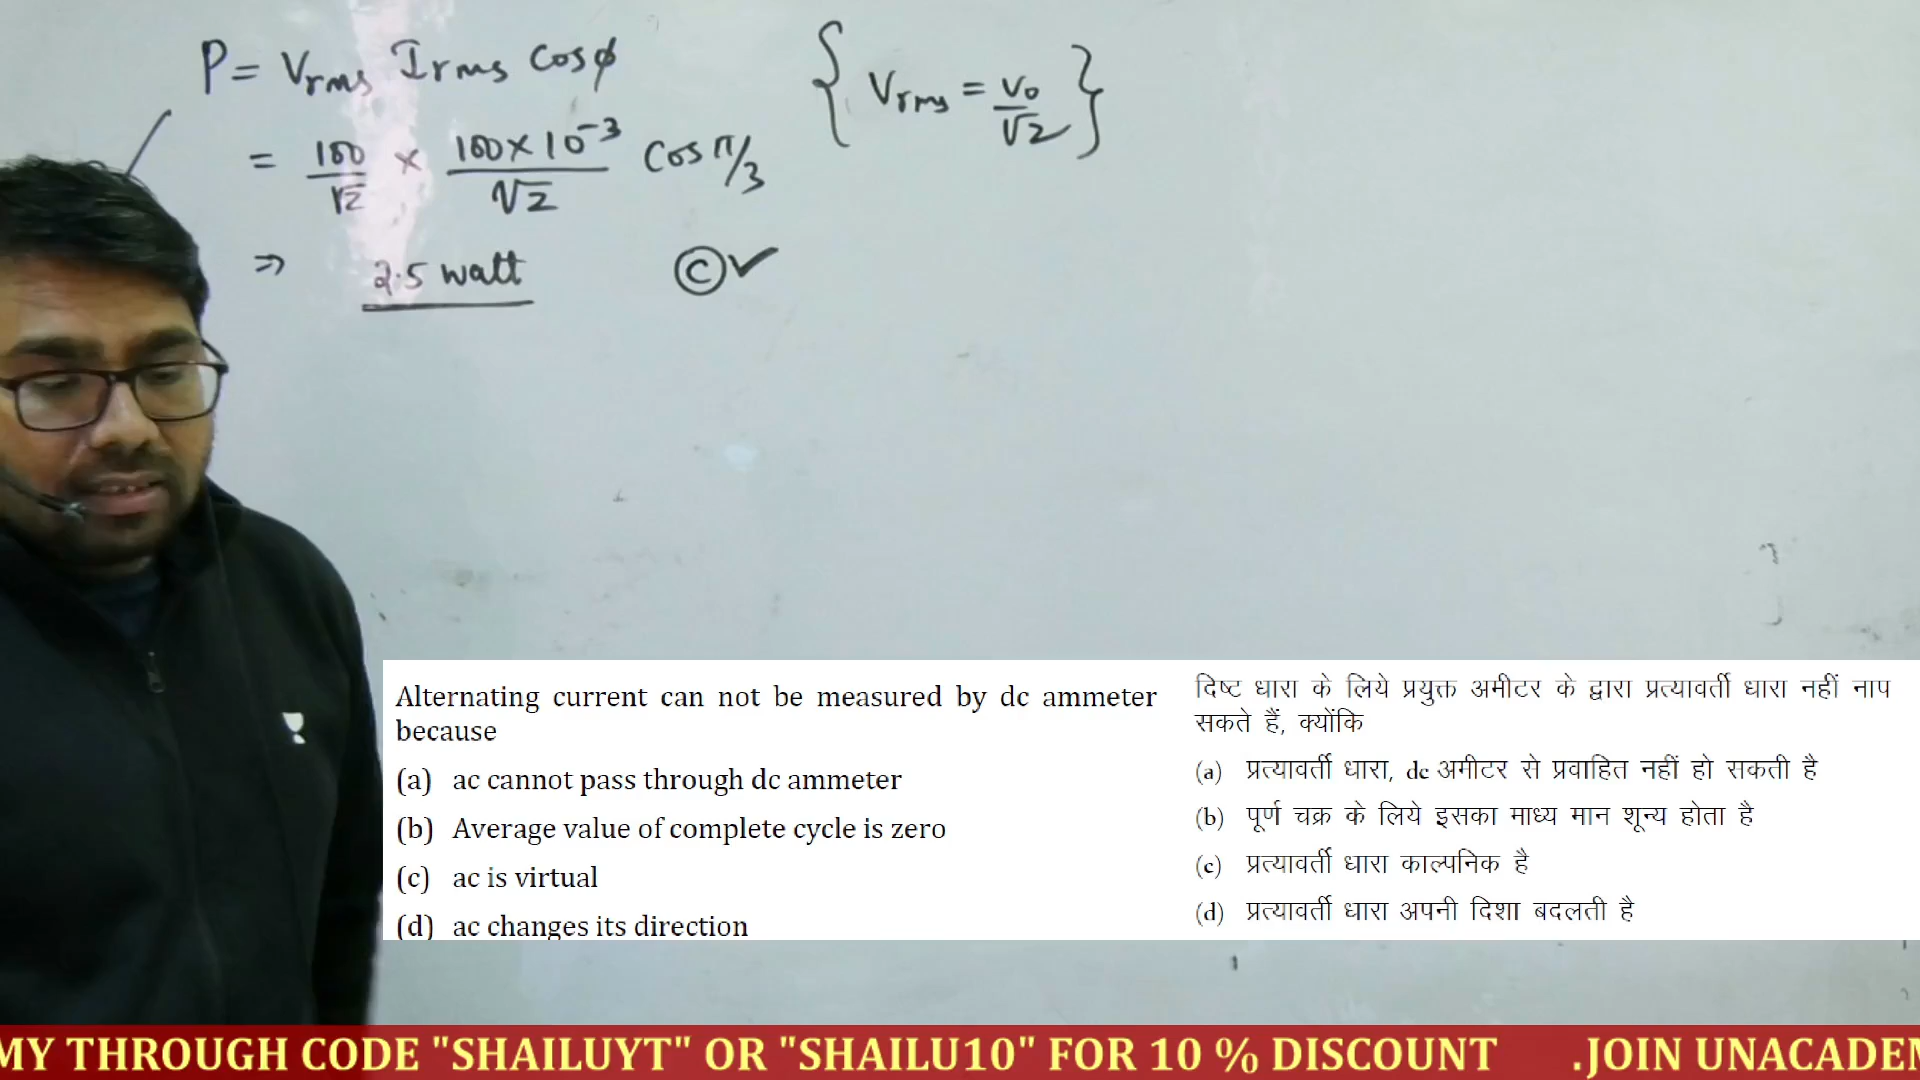 P = Vrms Irms Cosϕ
{ Vrms = V₀/√2 }
= 100/√2 × 100×10⁻³/√2 Cos π/3
⇒ 2.5 watt ⓒ✓
Alternating current can not be measured by dc ammeter
because
(a) ac cannot pass through dc ammeter
(b) Average value of complete cycle is zero
(c) ac is virtual
(d) ac changes its direction
दिष्ट धारा के लिये प्रयुक्त अमीटर के द्वारा प्रत्यावर्ती धारा नहीं नाप
सकते हैं, क्योंकि
(a) प्रत्यावर्ती धारा, dc अमीटर से प्रवाहित नहीं हो सकती है
(b) पूर्ण चक्र के लिये इसका माध्य मान शून्य होता है
(c) प्रत्यावर्ती धारा काल्पनिक है
(d) प्रत्यावर्ती धारा अपनी दिशा बदलती है
MY THROUGH CODE "SHAILUYT" OR "SHAILU10" FOR 10 % DISCOUNT .JOIN UNACADEM